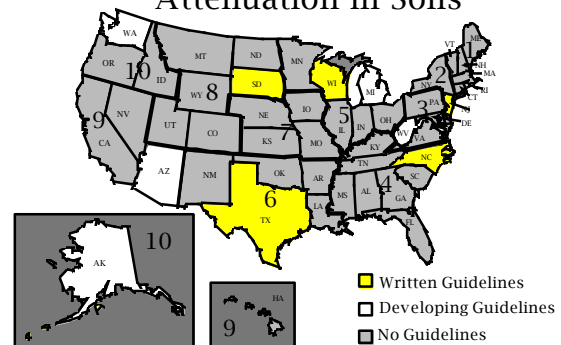 Attenuation in Soils
WA
MT
ND
MN
OR
10
ID
SD
WI
MI
VT
ME
1
NH
MA
2
NY
RI
CT
WY
8
NE
IO
5
IL
IN
OH
PA
3
NJ
DE
WV
VA
9
NV
UT
CO
KS
7
MO
KY
CA
AZ
NM
OK
AR
TN
NC
SC
6
TX
LA
MS
AL
4
GA
FL
10
AK
HA
9
Written Guidelines
Developing Guidelines
No Guidelines